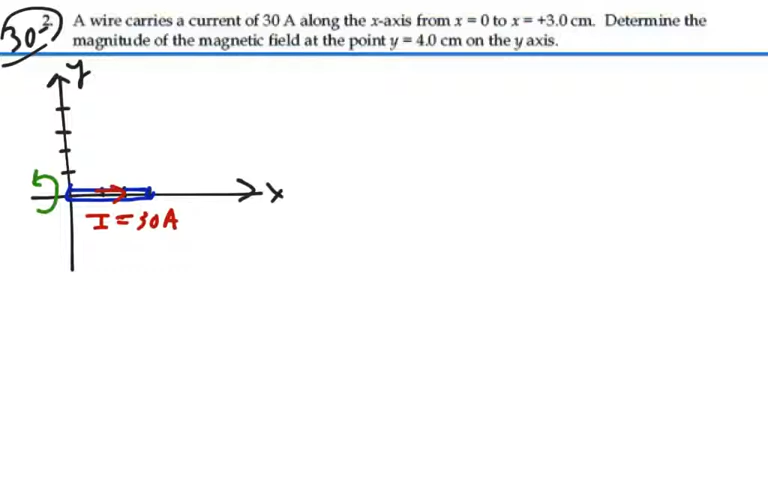 30 2.) A wire carries a current of 30 A along the x-axis from x = 0 to x = +3.0 cm. Determine the
magnitude of the magnetic field at the point y = 4.0 cm on the y axis.
y
x
I = 30A